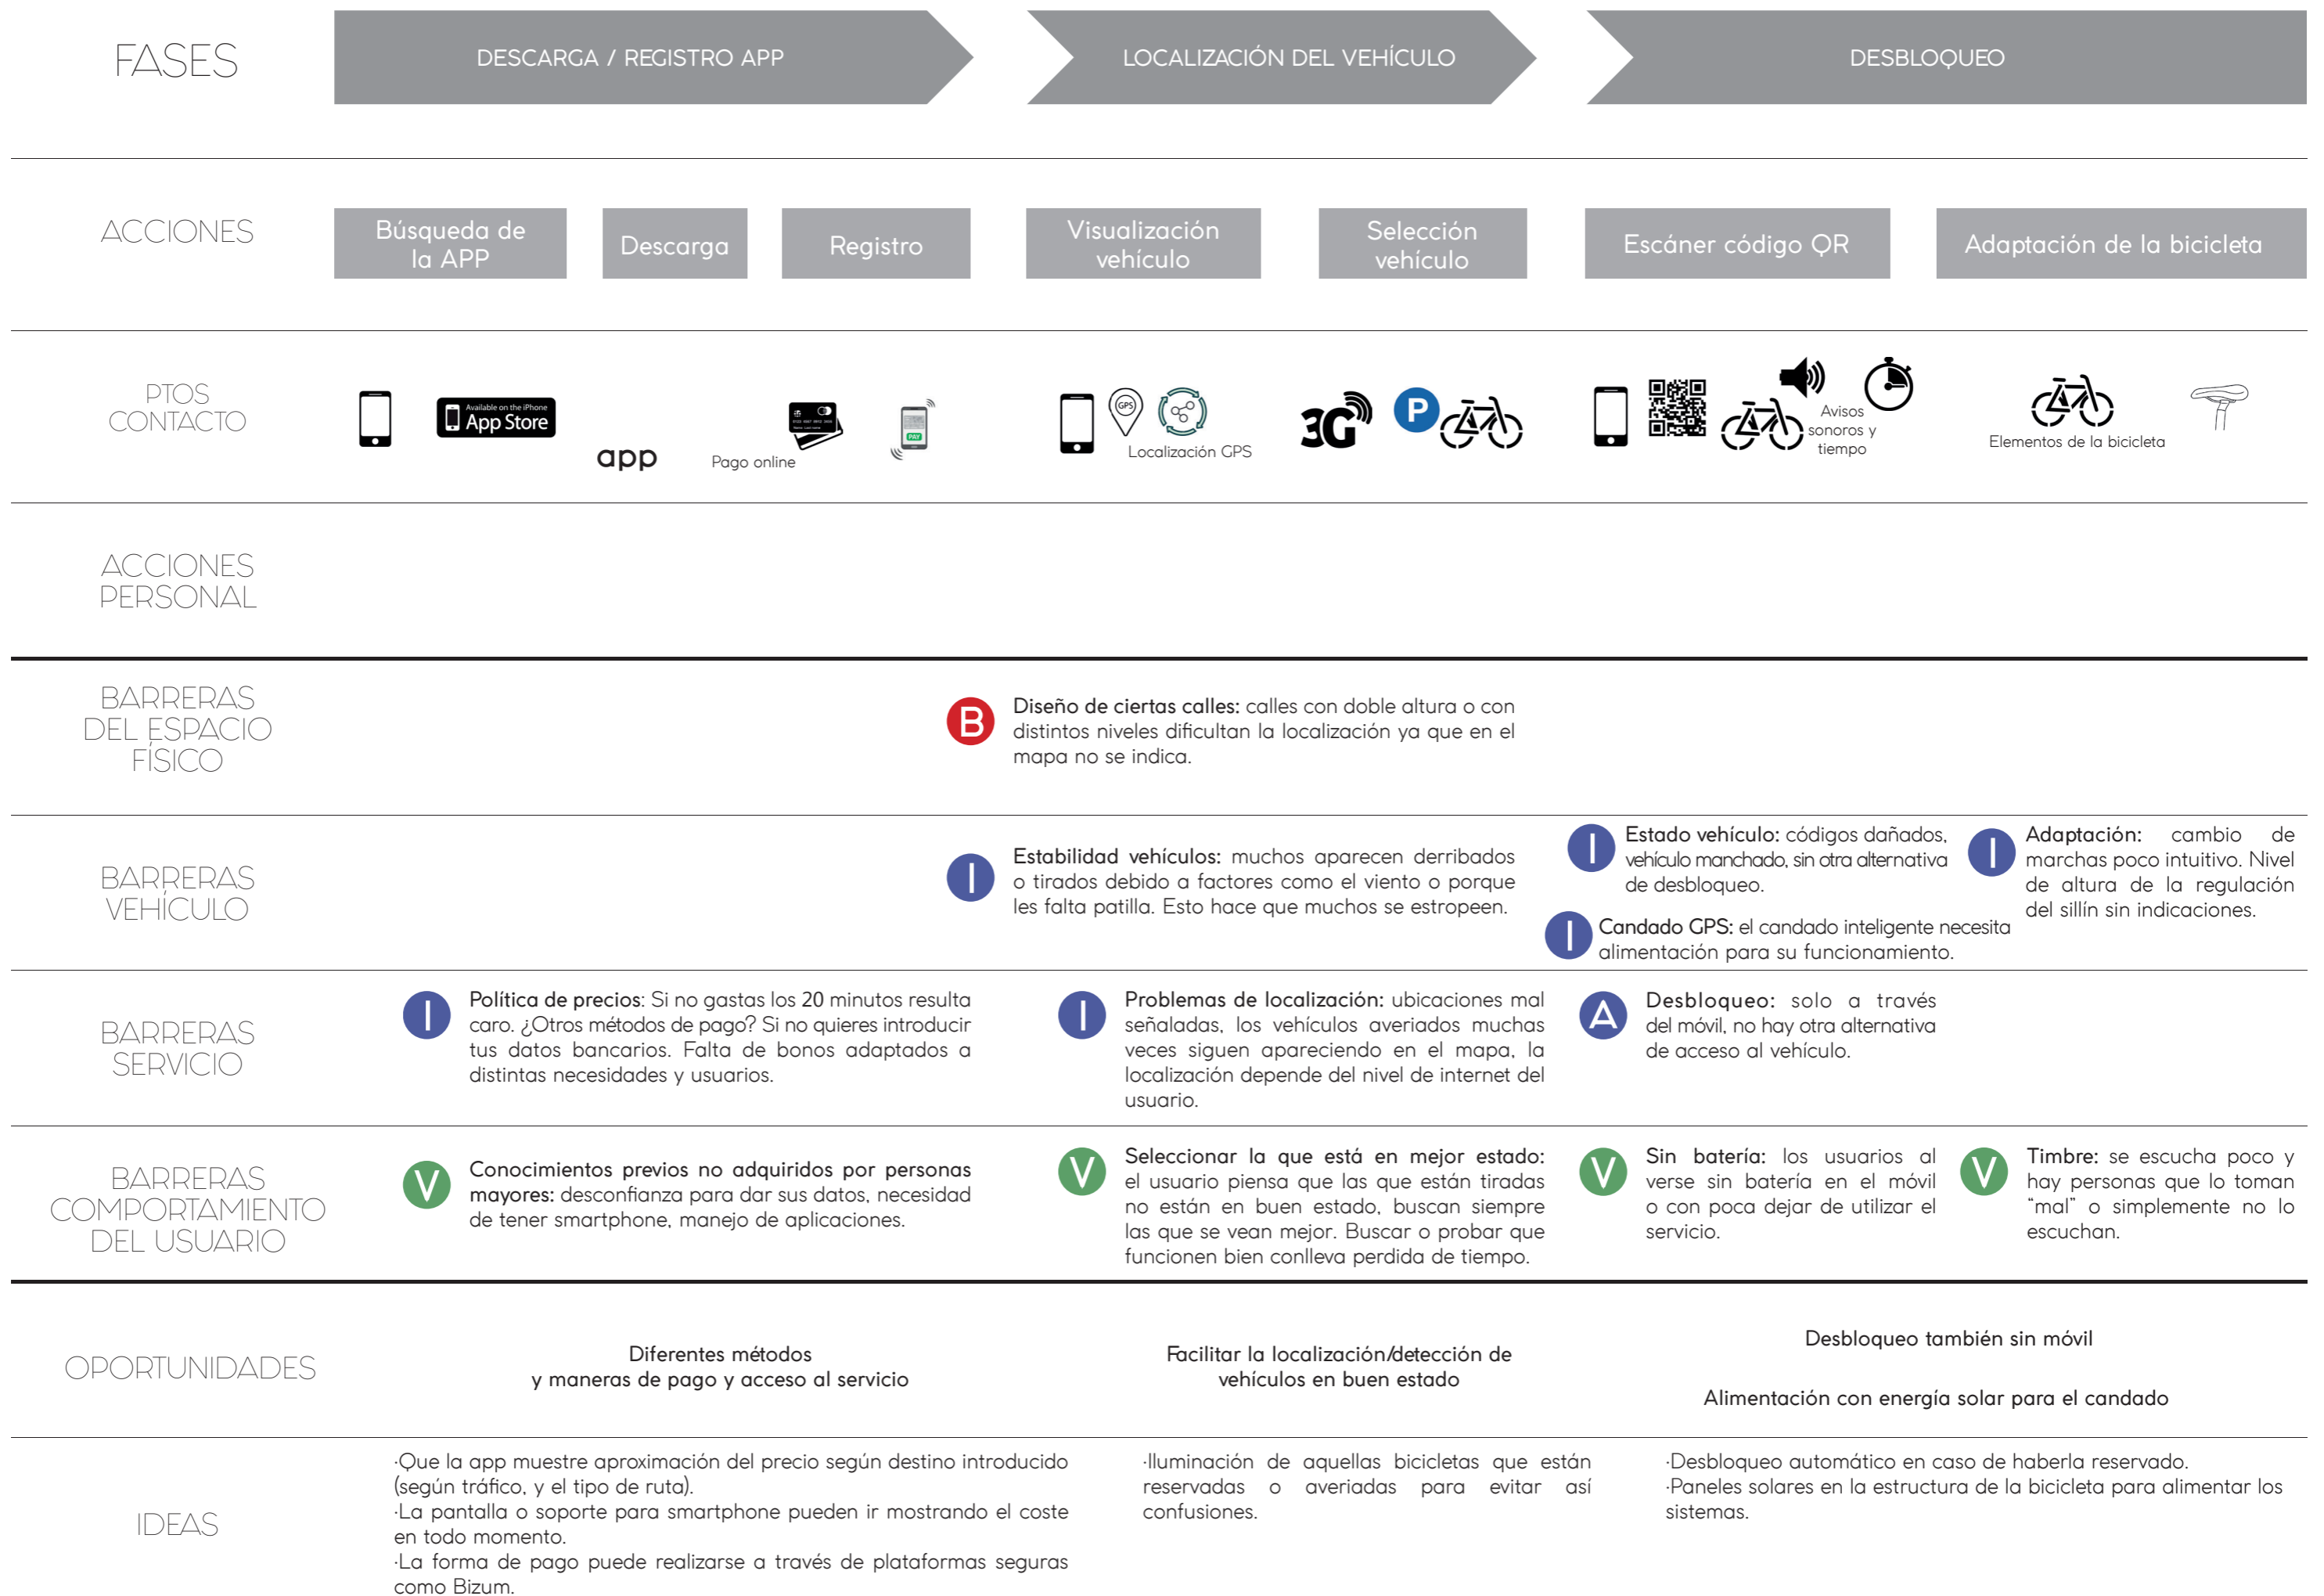 FASES
DESCARGA / REGISTRO APP
LOCALIZACIÓN DEL VEHÍCULO
DESBLOQUEO
ACCIONES
Búsqueda de
la APP
Descarga
Registro
Visualización
vehículo
Selección
vehículo
Escáner código QR
Adaptación de la bicicleta
PTOS
CONTACTO
Available on the iPhone
App Store
app
Pago online
PAY
GPS
Localización GPS
3G
P
Avisos
sonoros y
tiempo
Elementos de la bicicleta
ACCIONES
PERSONAL
BARRERAS
DEL ESPACIO
FÍSICO
B
Diseño de ciertas calles: calles con doble altura o con
distintos niveles dificultan la localización ya que en el
mapa no se indica.
BARRERAS
VEHÍCULO
I
Estabilidad vehículos: muchos aparecen derribados
o tirados debido a factores como el viento o porque
les falta patilla. Esto hace que muchos se estropeen.
I
Estado vehículo: códigos dañados,
vehículo manchado, sin otra alternativa
de desbloqueo.
I
Candado GPS: el candado inteligente necesita
alimentación para su funcionamiento.
I
Adaptación: cambio de
marchas poco intuitivo. Nivel
de altura de la regulación
del sillín sin indicaciones.
BARRERAS
SERVICIO
I
Política de precios: Si no gastas los 20 minutos resulta
caro. ¿Otros métodos de pago? Si no quieres introducir
tus datos bancarios. Falta de bonos adaptados a
distintas necesidades y usuarios.
I
Problemas de localización: ubicaciones mal
señaladas, los vehículos averiados muchas
veces siguen apareciendo en el mapa, la
localización depende del nivel de internet del
usuario.
A
Desbloqueo: solo a través
del móvil, no hay otra alternativa
de acceso al vehículo.
BARRERAS
COMPORTAMIENTO
DEL USUARIO
V
Conocimientos previos no adquiridos por personas
mayores: desconfianza para dar sus datos, necesidad
de tener smartphone, manejo de aplicaciones.
V
Seleccionar la que está en mejor estado:
el usuario piensa que las que están tiradas
no están en buen estado, buscan siempre
las que se vean mejor. Buscar o probar que
funcionen bien conlleva perdida de tiempo.
V
Sin batería: los usuarios al
verse sin batería en el móvil
o con poca dejar de utilizar el
servicio.
V
Timbre: se escucha poco y
hay personas que lo toman
“mal” o simplemente no lo
escuchan.
OPORTUNIDADES
Diferentes métodos
y maneras de pago y acceso al servicio
Facilitar la localización/detección de
vehículos en buen estado
Desbloqueo también sin móvil
Alimentación con energía solar para el candado
IDEAS
·Que la app muestre aproximación del precio según destino introducido
(según tráfico, y el tipo de ruta).
·La pantalla o soporte para smartphone pueden ir mostrando el coste
en todo momento.
·La forma de pago puede realizarse a través de plataformas seguras
como Bizum.
·Iluminación de aquellas bicicletas que están
reservadas o averiadas para evitar así
confusiones.
·Desbloqueo automático en caso de haberla reservado.
·Paneles solares en la estructura de la bicicleta para alimentar los
sistemas.